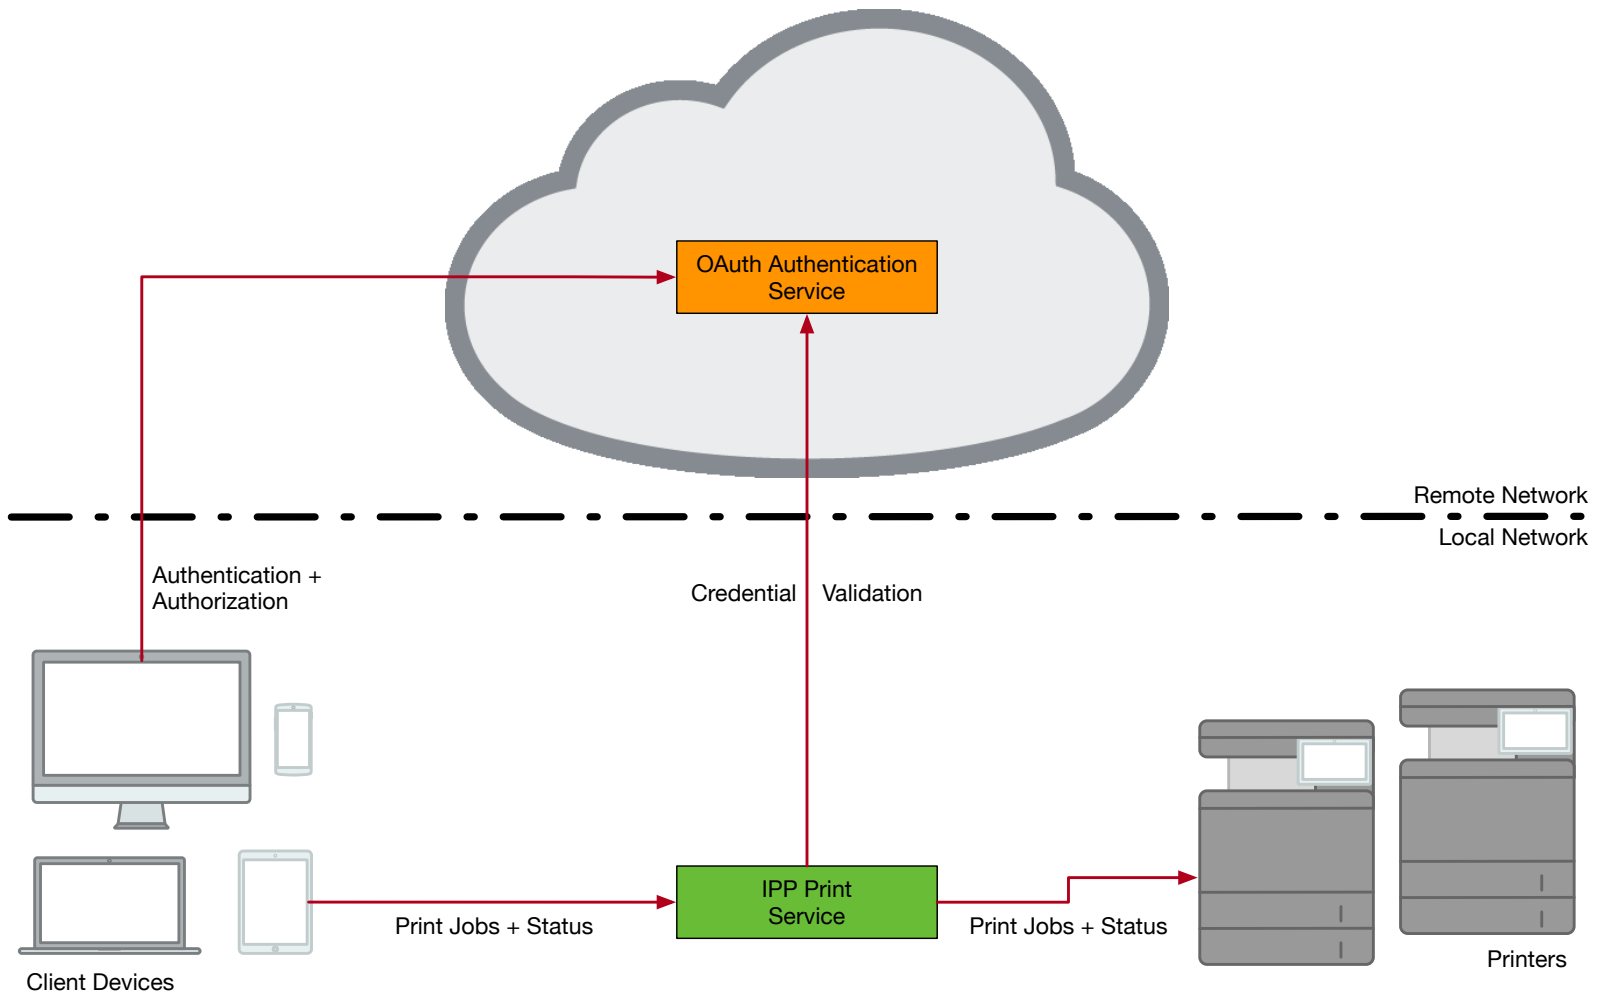 OAuth Authentication
Service
Remote Network
Local Network
Authentication +
Authorization
Credential Validation
IPP Print
Service
Print Jobs + Status
Print Jobs + Status
Printers
Client Devices